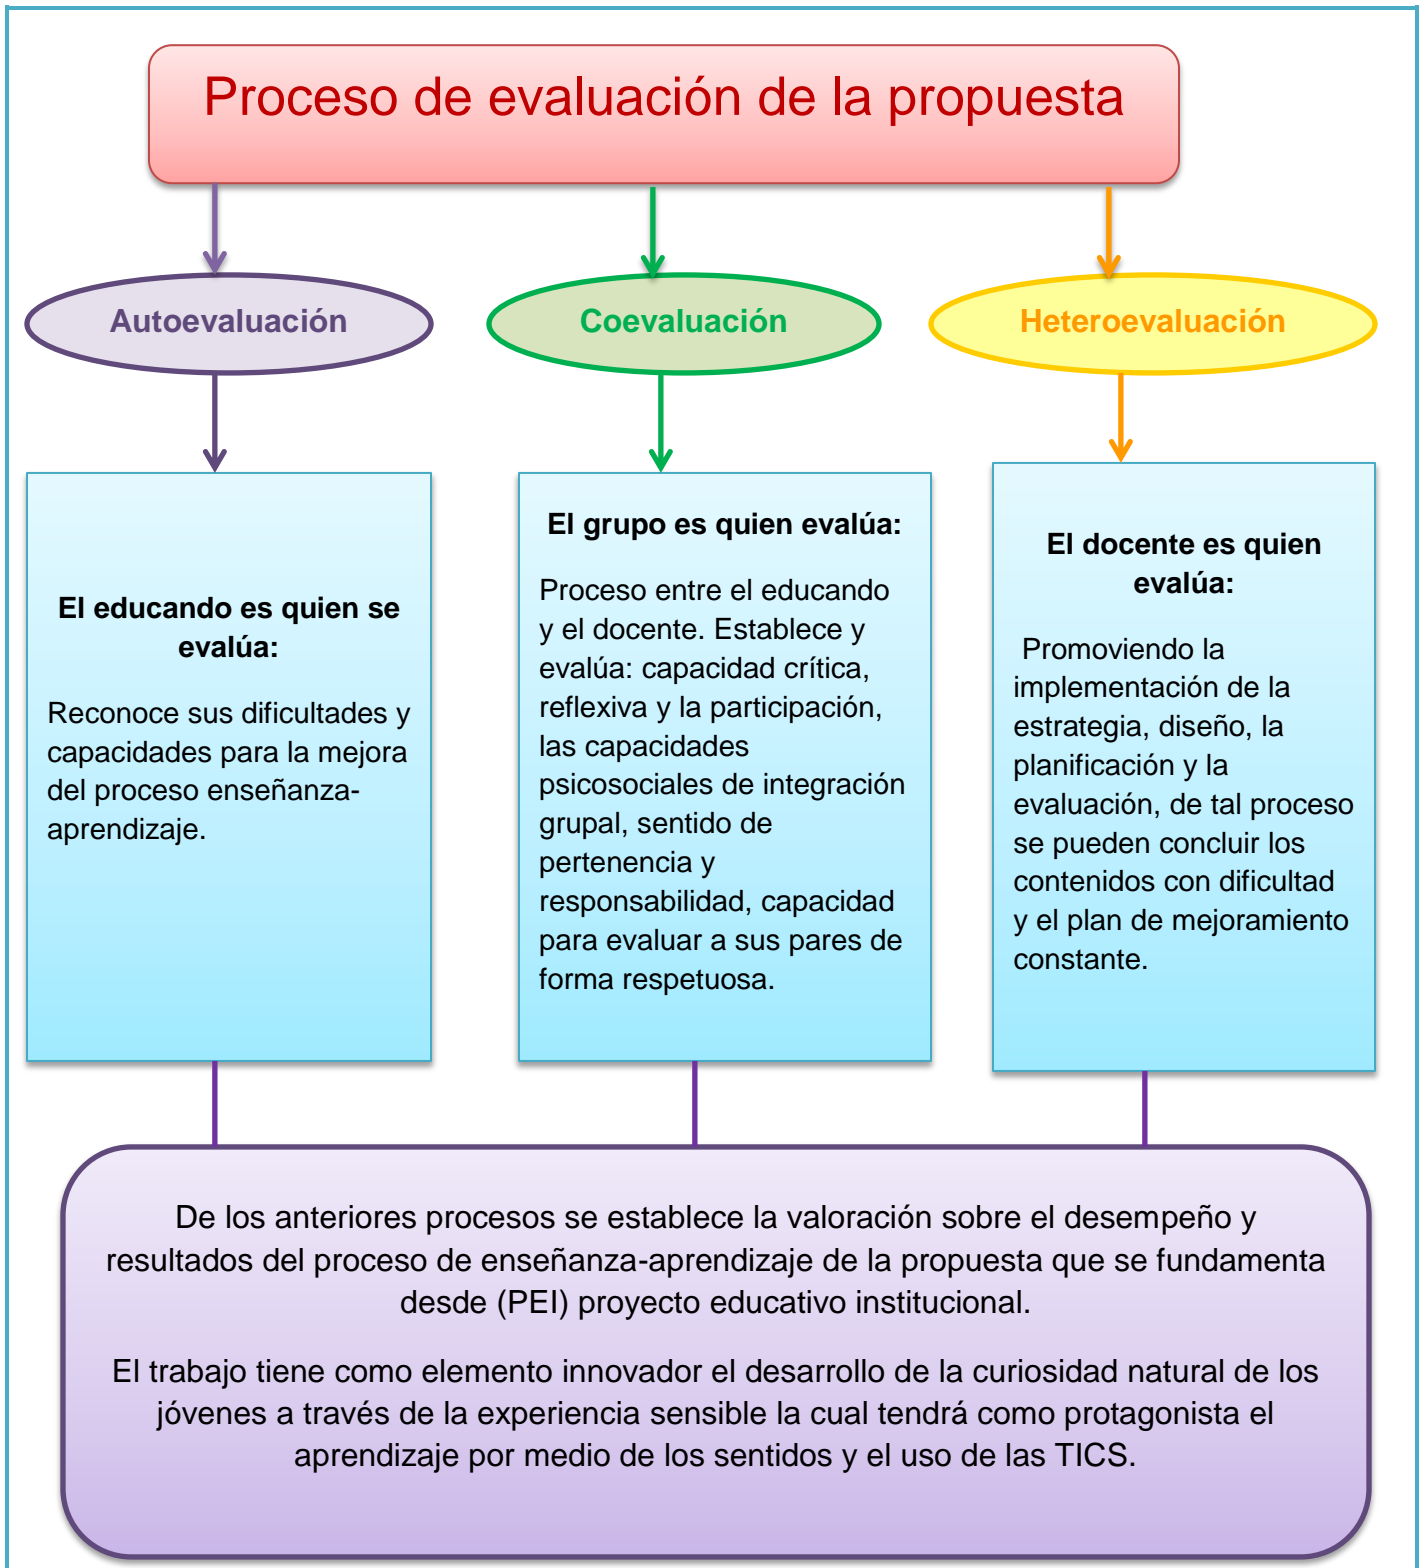 Proceso de evaluación de la propuesta
Autoevaluación
Coevaluación
Heteroevaluación
El educando es quien se
evalúa:
Reconoce sus dificultades y
capacidades para la mejora
del proceso enseñanza-
aprendizaje.
El grupo es quien evalúa:
Proceso entre el educando
y el docente. Establece y
evalúa: capacidad crítica,
reflexiva y la participación,
las capacidades
psicosociales de integración
grupal, sentido de
pertenencia y
responsabilidad, capacidad
para evaluar a sus pares de
forma respetuosa.
El docente es quien
evalúa:
Promoviendo la
implementación de la
estrategia, diseño, la
planificación y la
evaluación, de tal proceso
se pueden concluir los
contenidos con dificultad
y el plan de mejoramiento
constante.
De los anteriores procesos se establece la valoración sobre el desempeño y
resultados del proceso de enseñanza-aprendizaje de la propuesta que se fundamenta
desde (PEI) proyecto educativo institucional.
El trabajo tiene como elemento innovador el desarrollo de la curiosidad natural de los
jóvenes a través de la experiencia sensible la cual tendrá como protagonista el
aprendizaje por medio de los sentidos y el uso de las TICS.